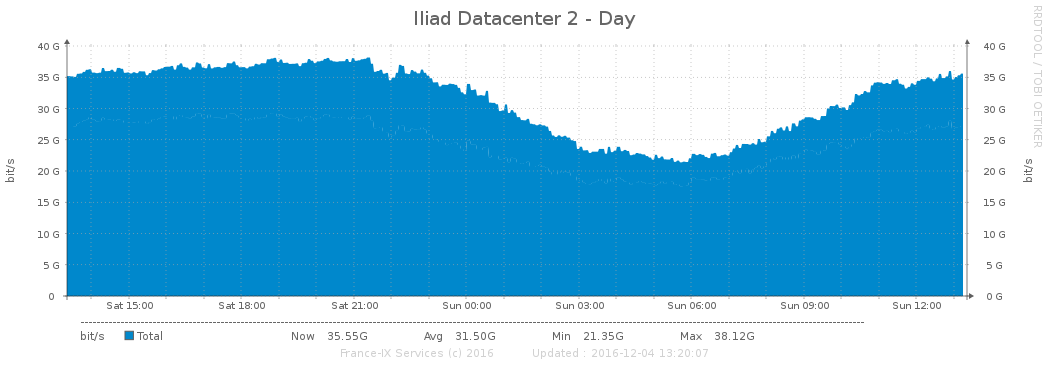 Iliad Datacenter 2 - Day
RRDTOOL / TOBI OETIKER
bit/s
40 G
35 G
30 G
25 G
20 G
15 G
10 G
5 G
0
40 G
35 G
30 G
25 G
20 G
15 G
10 G
5 G
0 G
bit/s
Sat 15:00 Sat 18:00 Sat 21:00 Sun 00:00 Sun 03:00 Sun 06:00 Sun 09:00 Sun 12:00
bit/s Total Now 35.55G Avg 31.50G Min 21.35G Max 38.12G
France-IX Services (c) 2016 Updated : 2016-12-04 13:20:07